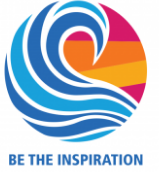 BE THE INSPIRATION